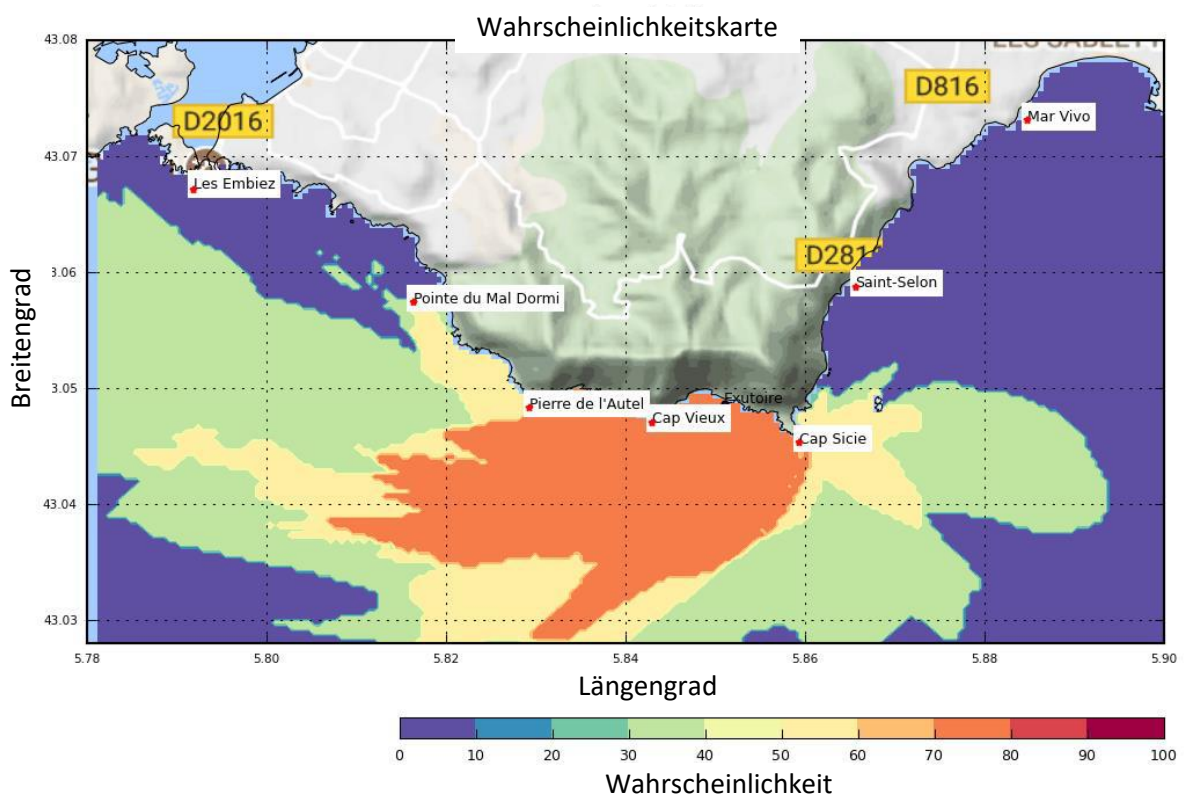 Wahrscheinlichkeitskarte
43.08
D816
Mar Vivo
D2016
43.07
Les Embiez
D281
43.06
Saint-Selon
Pointe du Mal Dormi
Breitengrad
3.05
Exutoire
Pierre de l'Autel
Cap Vieux
Cap Sicie
43.04
43.03
5.78 5.80 5.82 5.84 5.86 5.88 5.90
Längengrad
0 10 20 30 40 50 60 70 80 90 100
Wahrscheinlichkeit